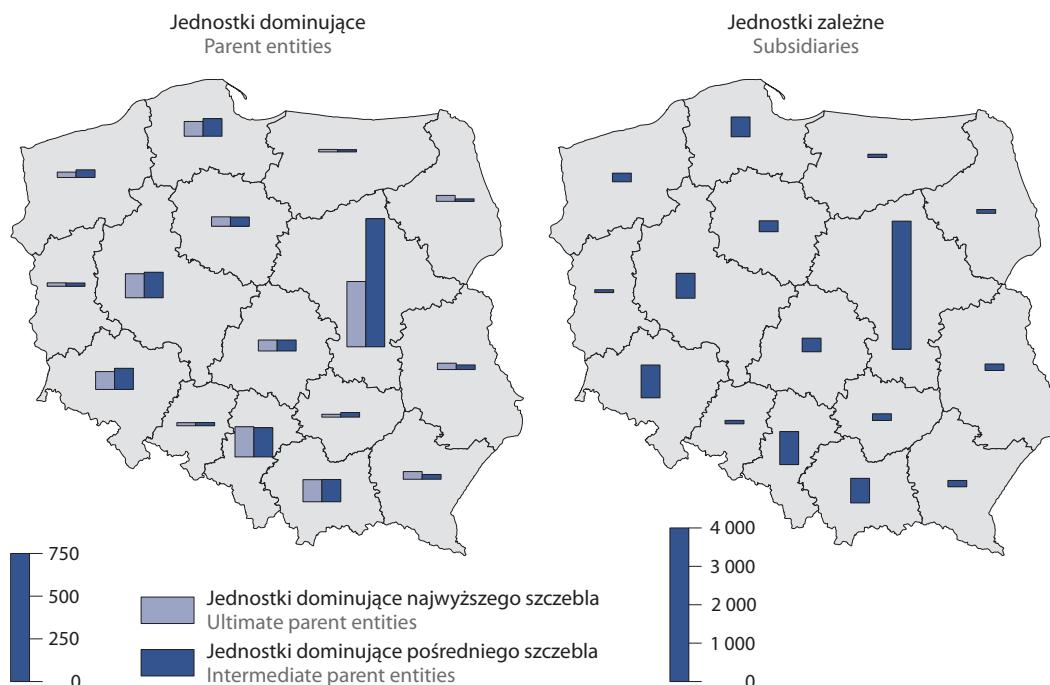 Jednostki dominujące
Parent entities
Jednostki zależne
Subsidiaries
750
500
250
0
Jednostki dominujące najwyższego szczebla
Ultimate parent entities
Jednostki dominujące pośredniego szczebla
Intermediate parent entities
4 000
3 000
2 000
1 000
0